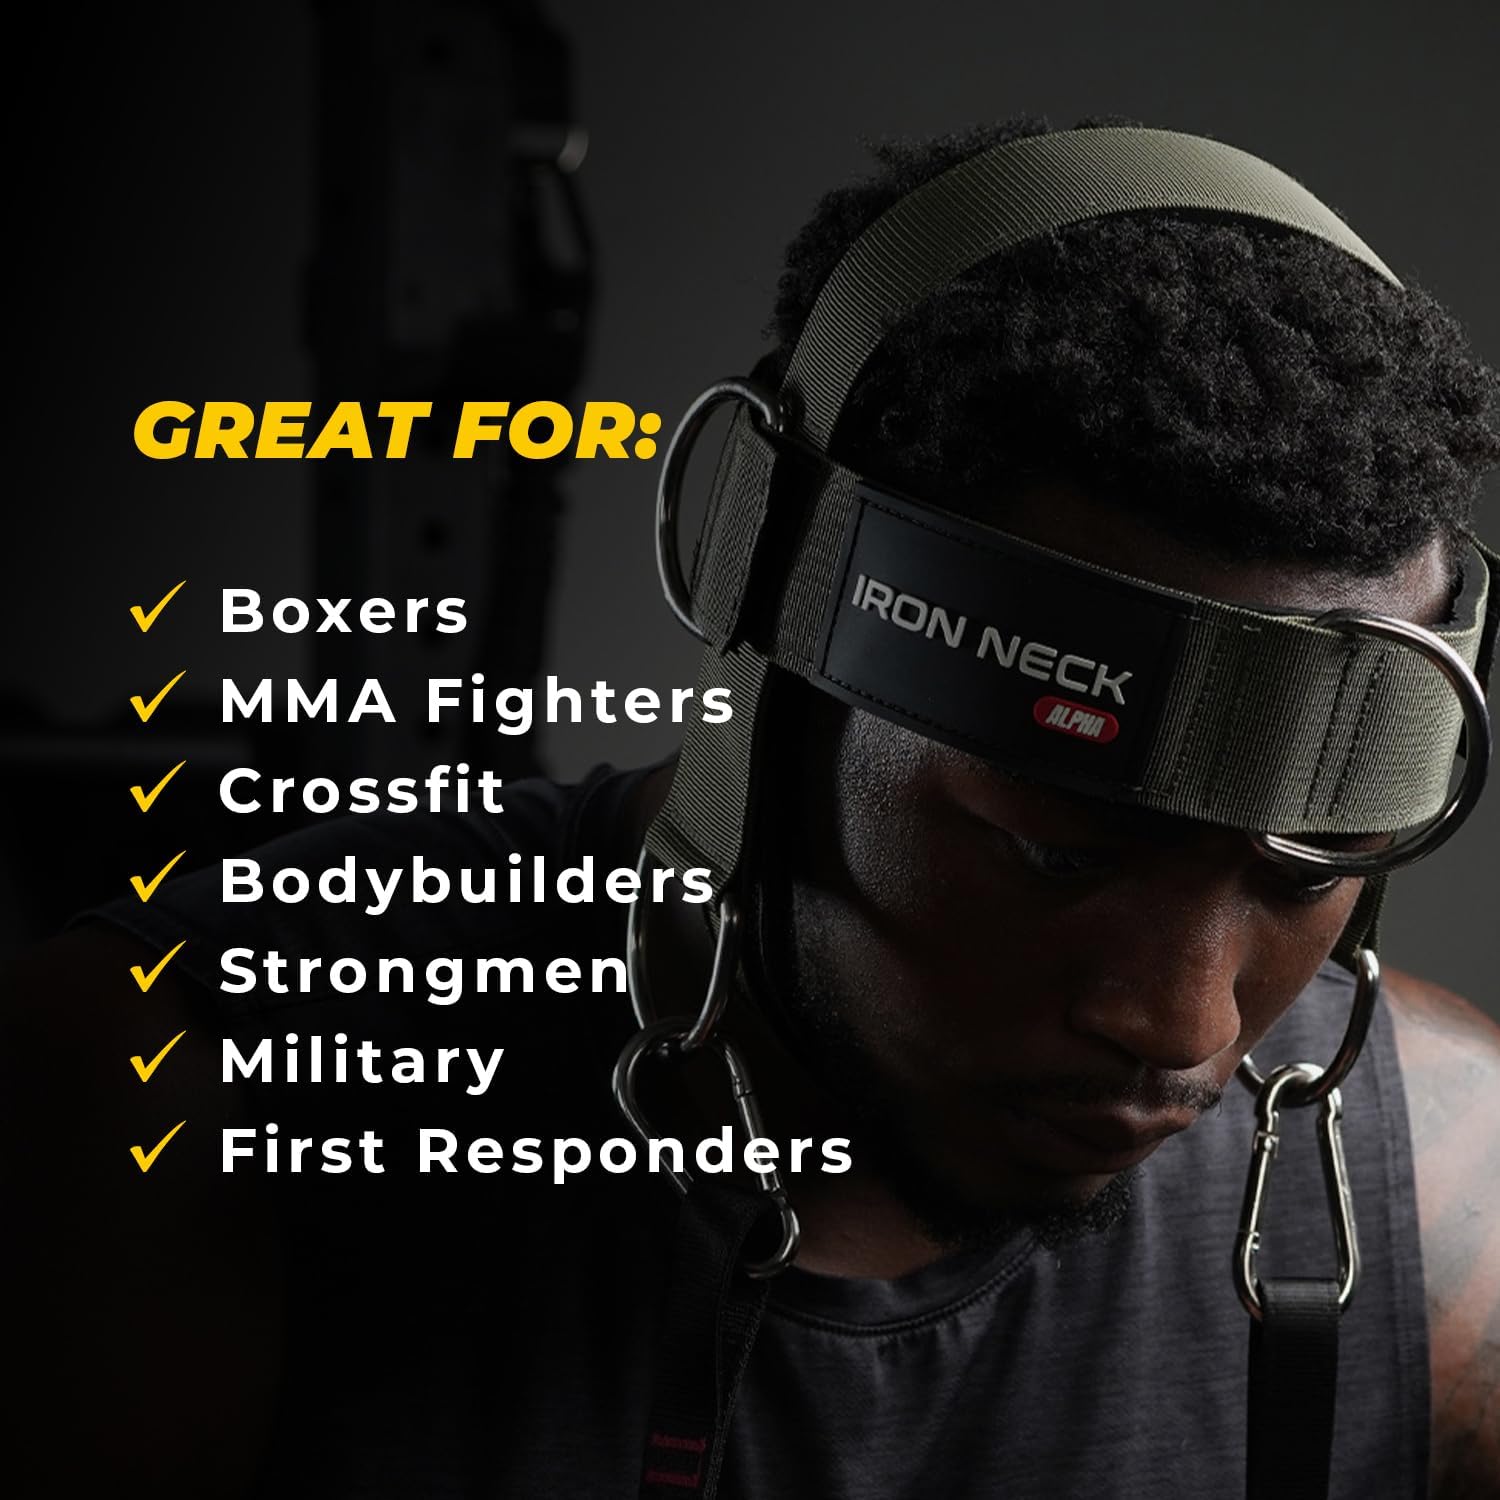 GREAT FOR:
Boxers
MMA Fighters
Crossfit
Bodybuilders
Strongmen
Military
First Responders
IRON NECK
ALPHA